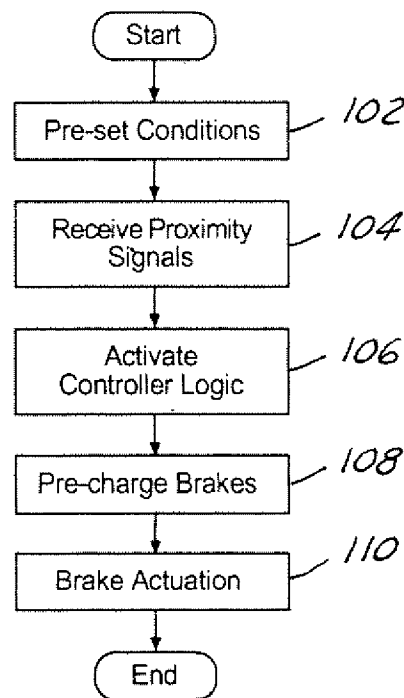 Start
Pre-set Conditions 102
Receive Proximity
Signals 104
Activate
Controller Logic 106
Pre-charge Brakes 108
Brake Actuation 110
End